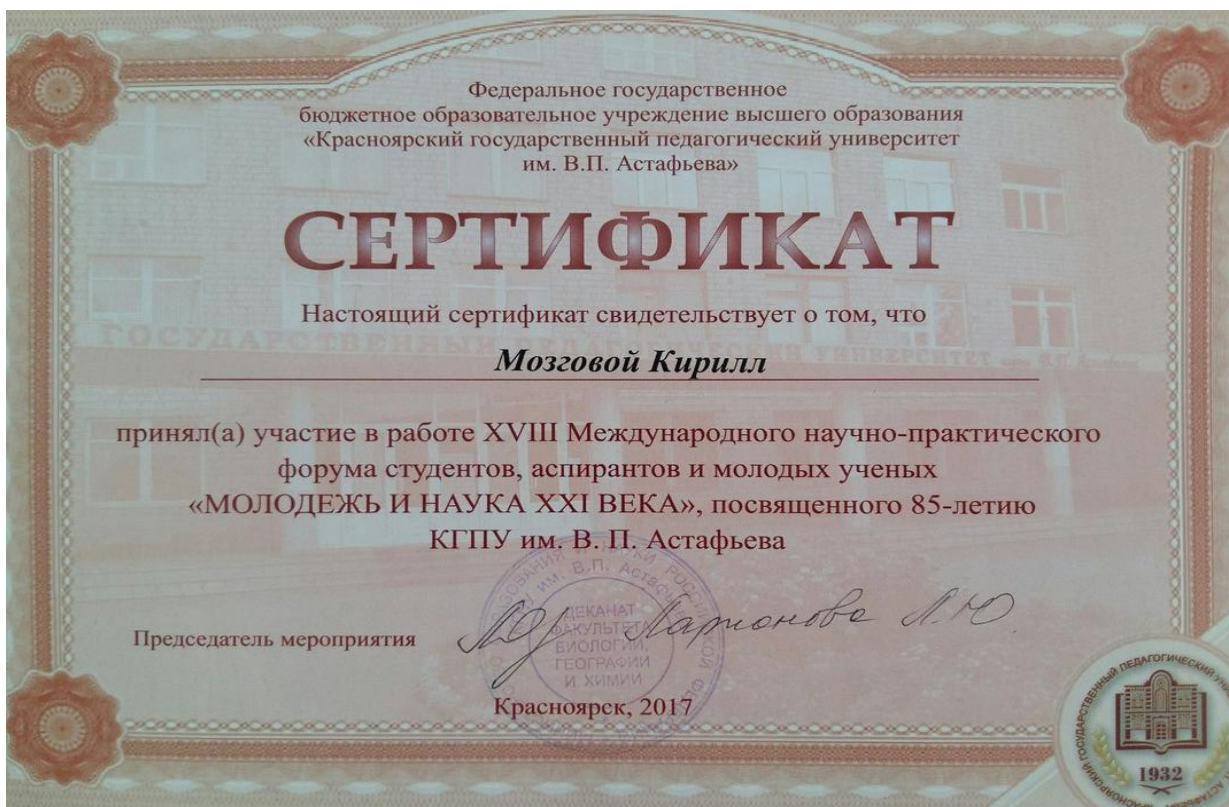 Федеральное государственное
бюджетное образовательное учреждение высшего образования
«Красноярский государственный педагогический университет
им. В.П. Астафьева»
СЕРТИФИКАТ
Настоящий сертификат свидетельствует о том, что
Мозговой Кирилл
принял(а) участие в работе XVIII Международного научно-практического
форума студентов, аспирантов и молодых ученых
«МОЛОДЕЖЬ И НАУКА XXI ВЕКА», посвященного 85-летию
КГПУ им. В. П. Астафьева
Председатель мероприятия
Ларионова Л.Ю.
ДЕКАНАТ
ФАКУЛЬТЕТА
БИОЛОГИИ,
ГЕОГРАФИИ
И ХИМИИ
Красноярск, 2017
1932